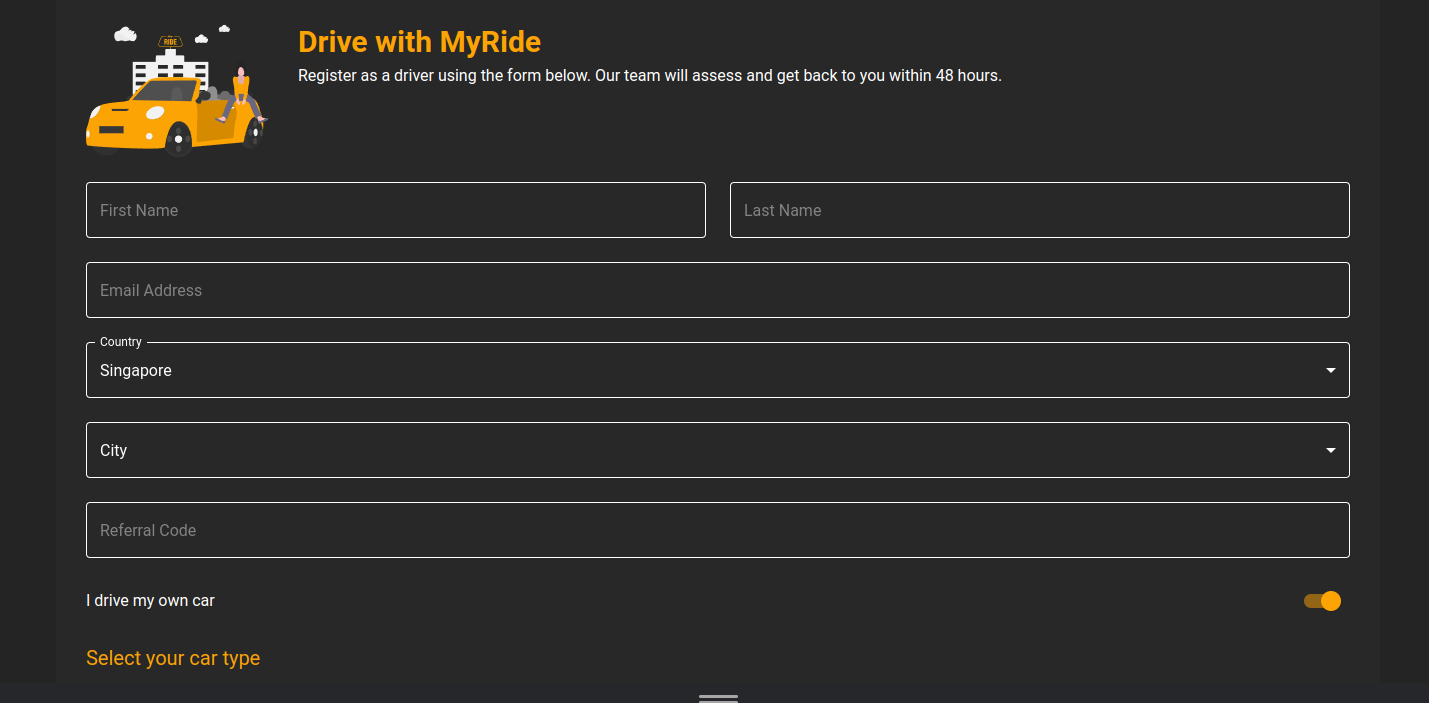 RIDE
Drive with MyRide
Register as a driver using the form below. Our team will assess and get back to you within 48 hours.
First Name
Last Name
Email Address
Country
Singapore
City
Referral Code
I drive my own car
Select your car type